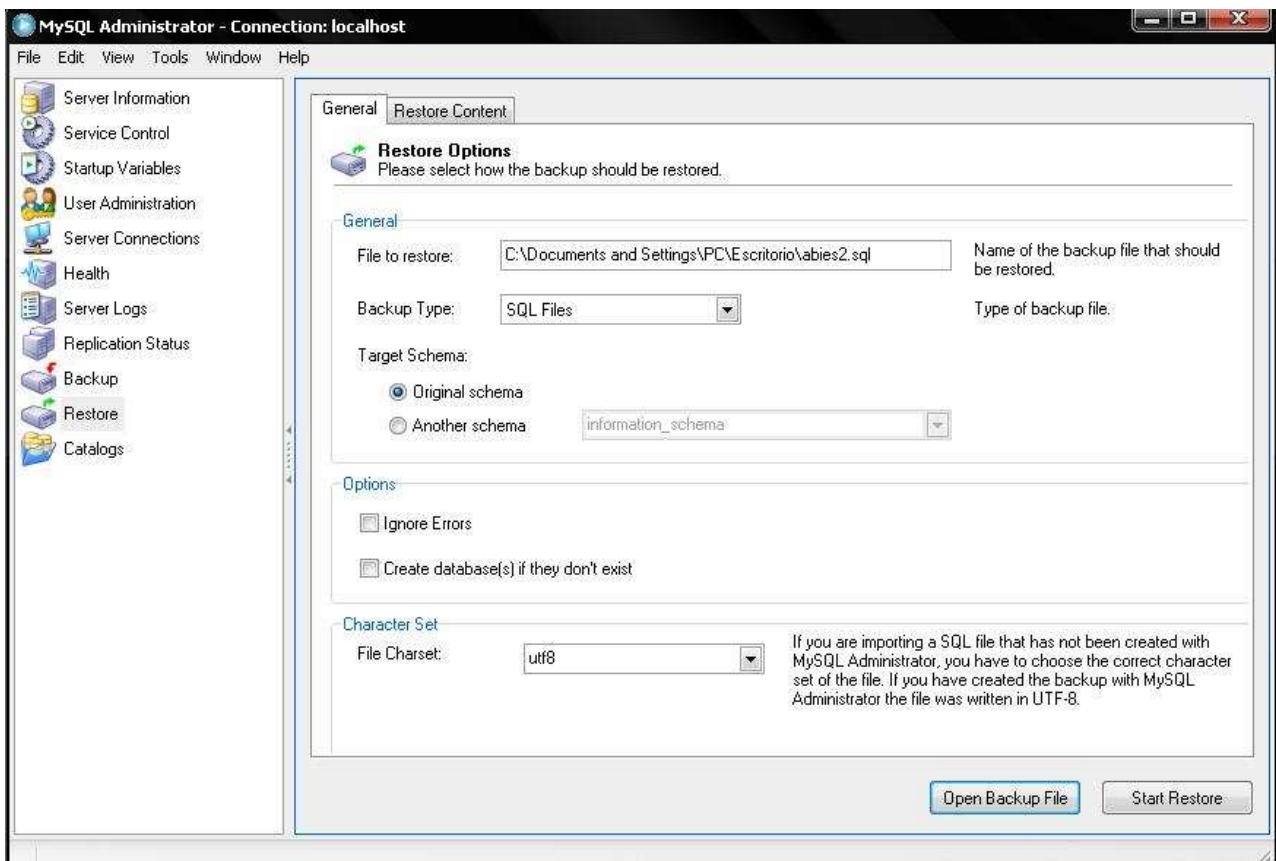 MySQL Administrator - Connection: localhost
File Edit View Tools Window Help
Server Information
Service Control
Startup Variables
User Administration
Server Connections
Health
Server Logs
Replication Status
Backup
Restore
Catalogs
General Restore Content
Restore Options
Please select how the backup should be restored.
General
File to restore: C:\Documents and Settings\PC\Escritorio\abies2.sql
Name of the backup file that should
be restored.
Backup Type: SQL Files Type of backup file.
Target Schema:
Original schema
Another schema information_schema
Options
Ignore Errors
Create database(s) if they don't exist
Character Set
File Charset: utf8
If you are importing a SQL file that has not been created with
MySQL Administrator, you have to choose the correct character
set of the file. If you have created the backup with MySQL
Administrator the file was written in UTF-8.
Open Backup File Start Restore